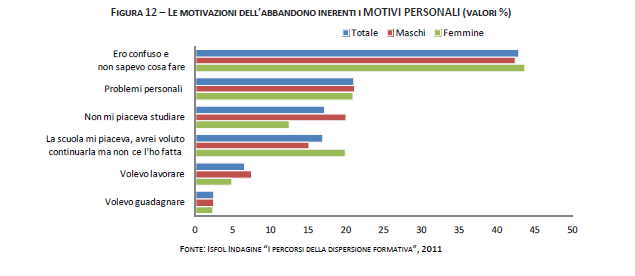 FIGURA 12 – LE MOTIVAZIONI DELL'ABBANDONO INERENTI I MOTIVI PERSONALI (VALORI %)
Totale Maschi Femmine
Ero confuso e
non sapevo cosa fare
Problemi personali
Non mi piaceva studiare
La scuola mi piaceva, avrei voluto
continuarla ma non ce l'ho fatta
Volevo lavorare
Volevo guadagnare
0 5 10 15 20 25 30 35 40 45 50
FONTE: ISFOL INDAGINE "I PERCORSI DELLA DISPERSIONE FORMATIVA", 2011